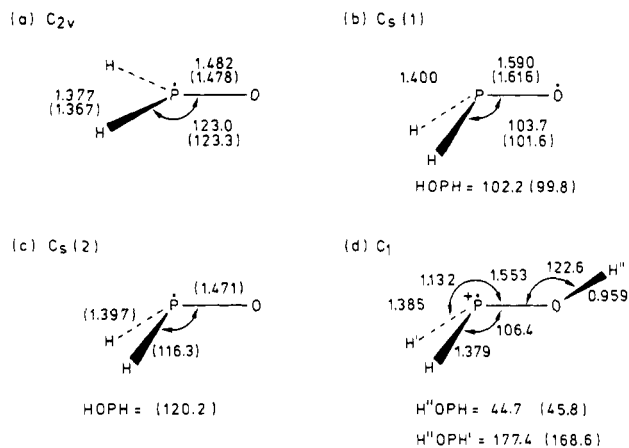 (a) C2v
H
1.482
(1.478)
1.377
(1.367)
P
O
H
123.0
(123.3)
(b) Cs (1)
1.590
(1.616)
1.400
P
O
H
103.7
(101.6)
H
HOPH = 102.2 (99.8)
(c) Cs (2)
(1.471)
(1.397)
P
O
H
(116.3)
H
HOPH = (120.2)
(d) C1
1.132
1.553
122.6
H"
1.385
+
P
O
0.959
H'
106.4
H
1.379
H"OPH = 44.7 (45.8)
H"OPH' = 177.4 (168.6)